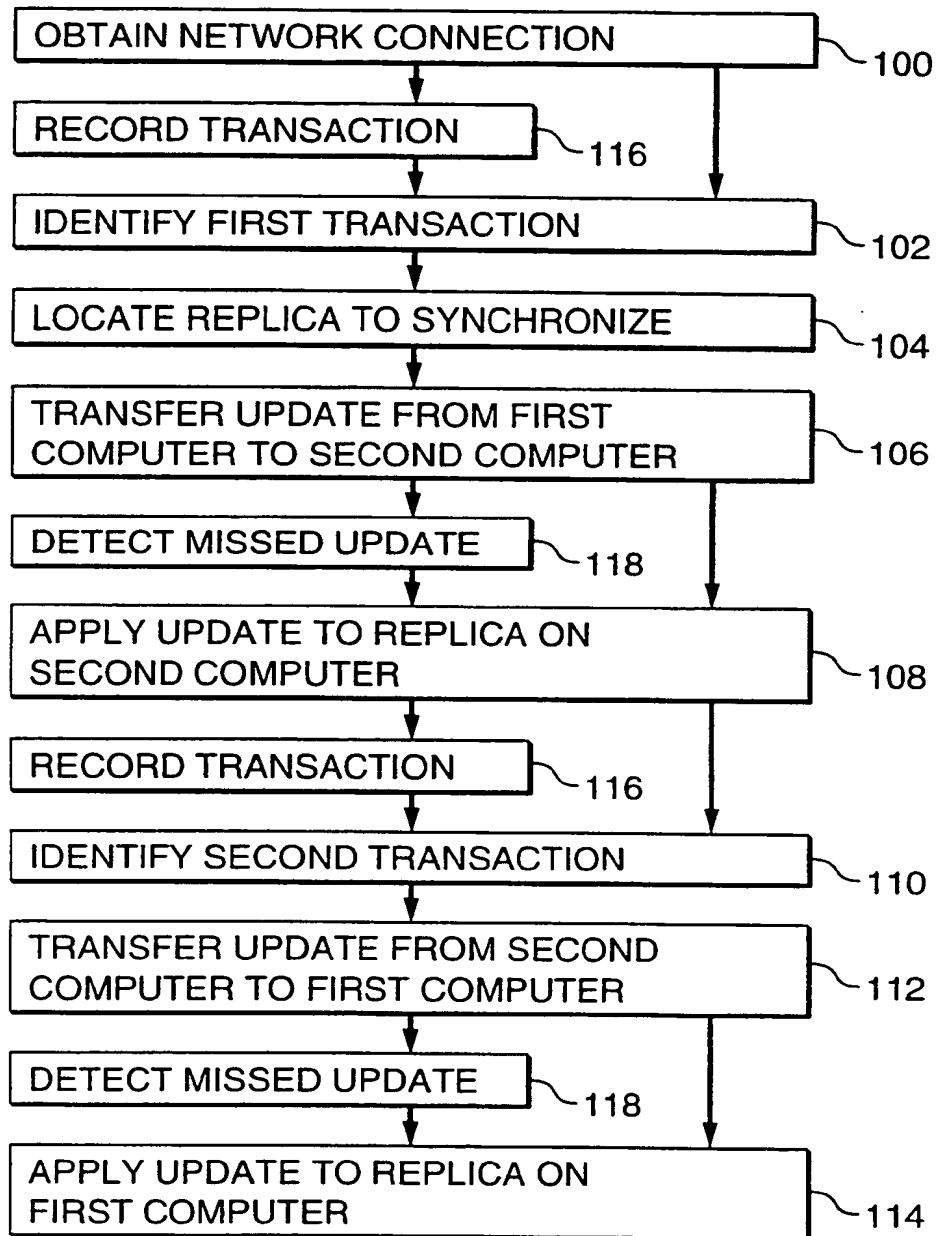 OBTAIN NETWORK CONNECTION
100
RECORD TRANSACTION
116
IDENTIFY FIRST TRANSACTION
102
LOCATE REPLICA TO SYNCHRONIZE
104
TRANSFER UPDATE FROM FIRST
COMPUTER TO SECOND COMPUTER
106
DETECT MISSED UPDATE
118
APPLY UPDATE TO REPLICA ON
SECOND COMPUTER
108
RECORD TRANSACTION
116
IDENTIFY SECOND TRANSACTION
110
TRANSFER UPDATE FROM SECOND
COMPUTER TO FIRST COMPUTER
112
DETECT MISSED UPDATE
118
APPLY UPDATE TO REPLICA ON
FIRST COMPUTER
114